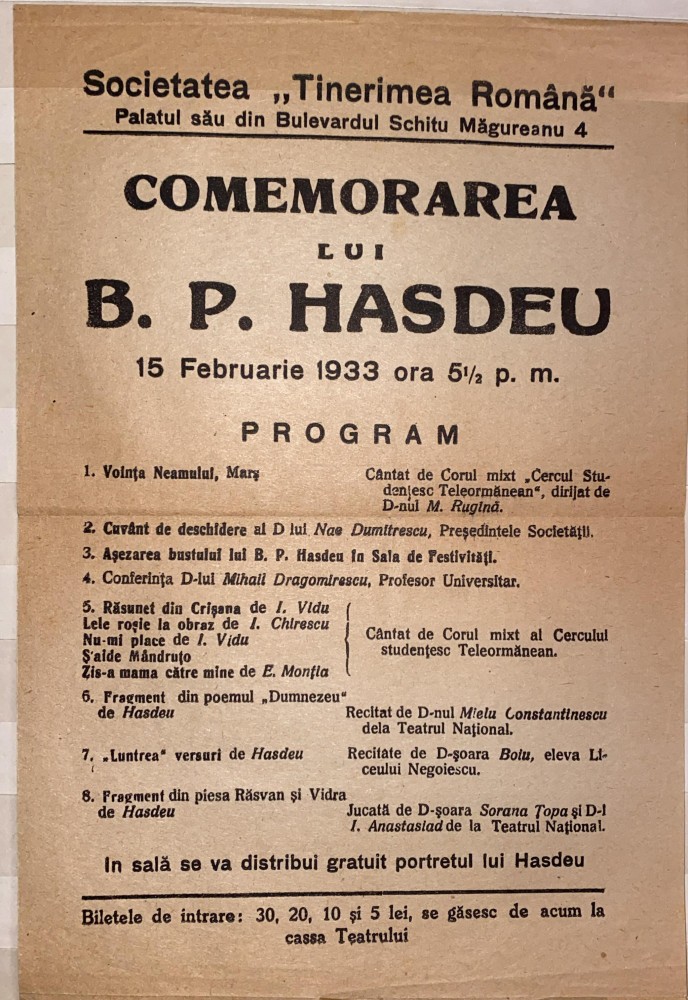 Societatea „Tinerimea Română“
Palatul său din Bulevardul Schitu Măgureanu 4
COMEMORAREA
LUI
B. P. HASDEU
15 Februarie 1933 ora 5½ p. m.
PROGRAM
1. Voința Neamului, Marș
Cântat de Corul mixt „Cercul Stu-
dențesc Teleormănean“, dirijat de
D-nul M. Rugină.
2. Cuvânt de deschidere al D lui Nae Dumitrescu, Președintele Societății.
3. Așezarea bustului lui B. P. Hasdeu în Sala de Festivități.
4. Conferința D-lui Mihail Dragomirescu, Profesor Universitar.
5. Răsunet din Crișana de I. Vidu
Lele roșie la obraz de I. Chirescu
Nu-mi place de I. Vidu
Ș'aide Mândruțo
Zis-a mama către mine de E. Monția
Cântat de Corul mixt al Cercului
studențesc Teleormănean.
6. Fragment din poemul „Dumnezeu“
de Hasdeu
Recitat de D-nul Mielu Constantinescu
dela Teatrul Național.
7. „Luntrea“ versuri de Hasdeu
Recitate de D-șoara Boiu, eleva Li-
ceului Negoiescu.
8. Fragment din piesa Răsvan și Vidra
de Hasdeu
Jucată de D-șoara Sorana Țopa și D-l
I. Anastasiad de la Teatrul Național.
In sală se va distribui gratuit portretul lui Hasdeu
Biletele de intrare: 30, 20, 10 și 5 lei, se găsesc de acum la
cassa Teatrului